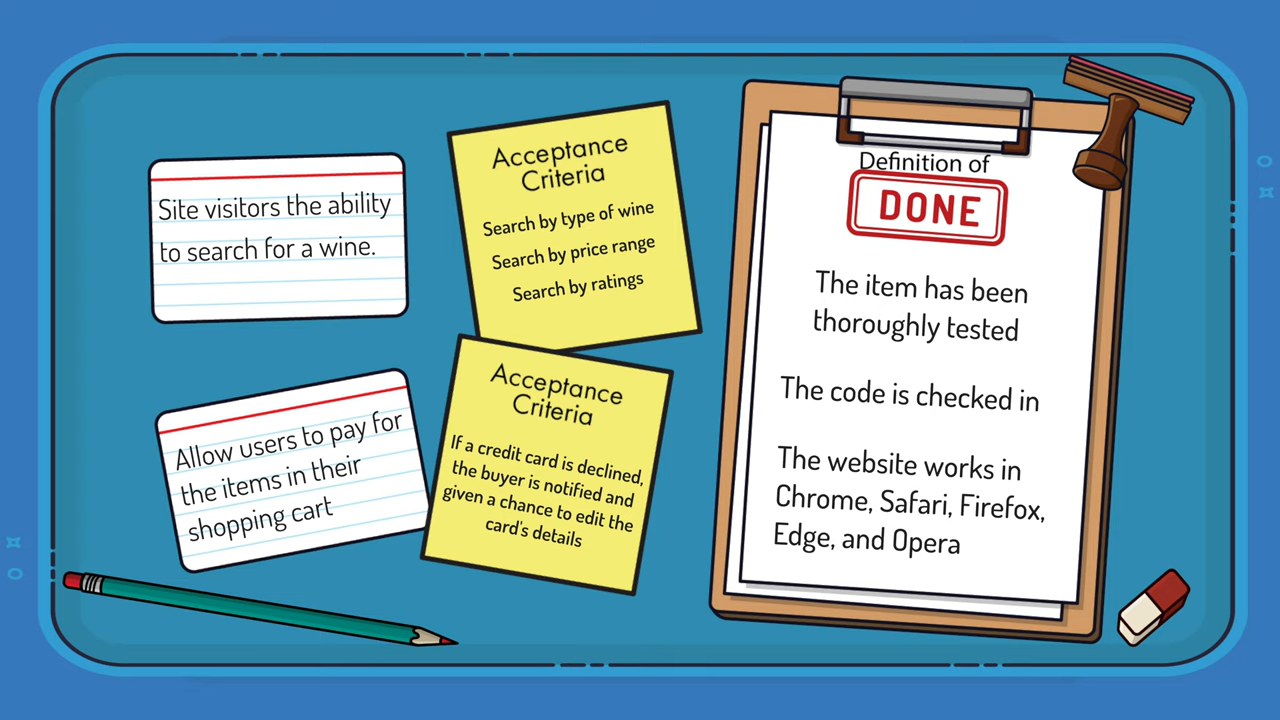 Site visitors the ability
to search for a wine.
Acceptance
Criteria
Search by type of wine
Search by price range
Search by ratings
Allow users to pay for
the items in their
shopping cart
Acceptance
Criteria
If a credit card is declined,
the buyer is notified and
given a chance to edit the
card's details
Definition of
DONE
The item has been
thoroughly tested
The code is checked in
The website works in
Chrome, Safari, Firefox,
Edge, and Opera